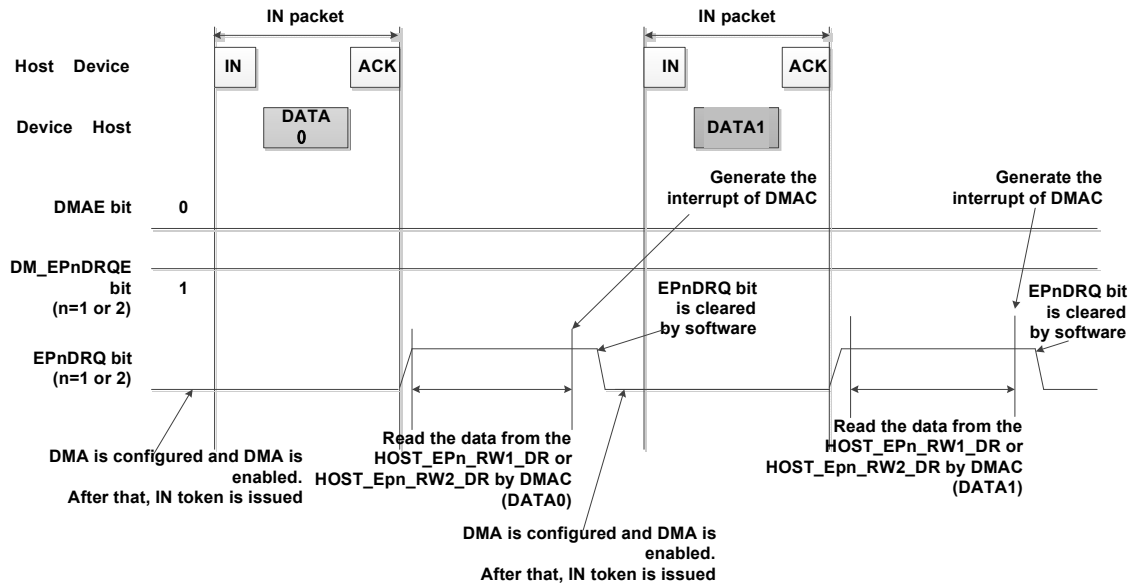 IN packet
IN packet
Host Device
IN
ACK
IN
ACK
Device Host
DATA
0
DATA1
Generate the
interrupt of DMAC
Generate the
interrupt of DMAC
DMAE bit
0
DM_EPnDRQE
bit
1
(n=1 or 2)
EPnDRQ bit
is cleared
by software
EPnDRQ bit
is cleared
by software
EPnDRQ bit
(n=1 or 2)
DMA is configured and DMA is
enabled.
After that, IN token is issued
Read the data from the
HOST_EPn_RW1_DR or
HOST_Epn_RW2_DR by DMAC
(DATA0)
Read the data from the
HOST_EPn_RW1_DR or
HOST_Epn_RW2_DR by DMAC
(DATA1)
DMA is configured and DMA is
enabled.
After that, IN token is issued